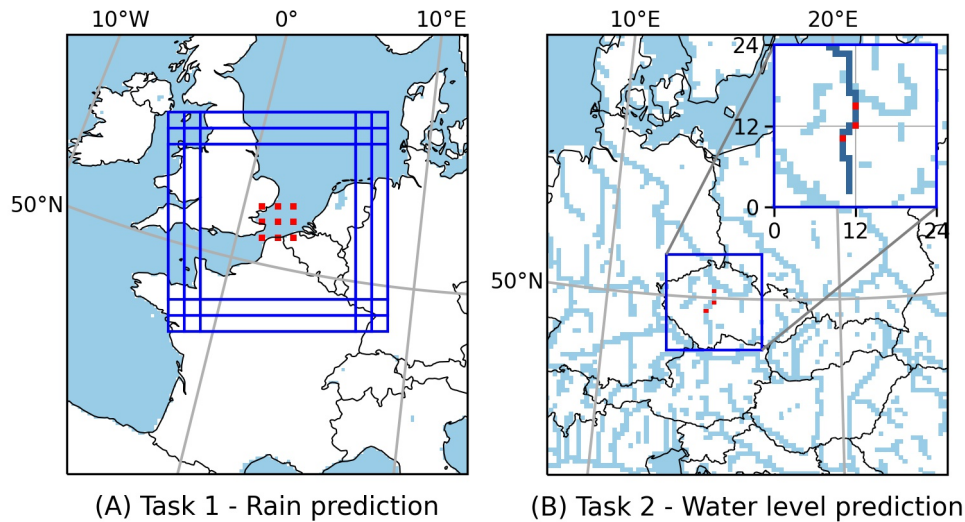 10°W 0° 10°E
50°N
(A) Task 1 - Rain prediction
10°E 20°E
50°N
24
12
0
0 12 24
(B) Task 2 - Water level prediction